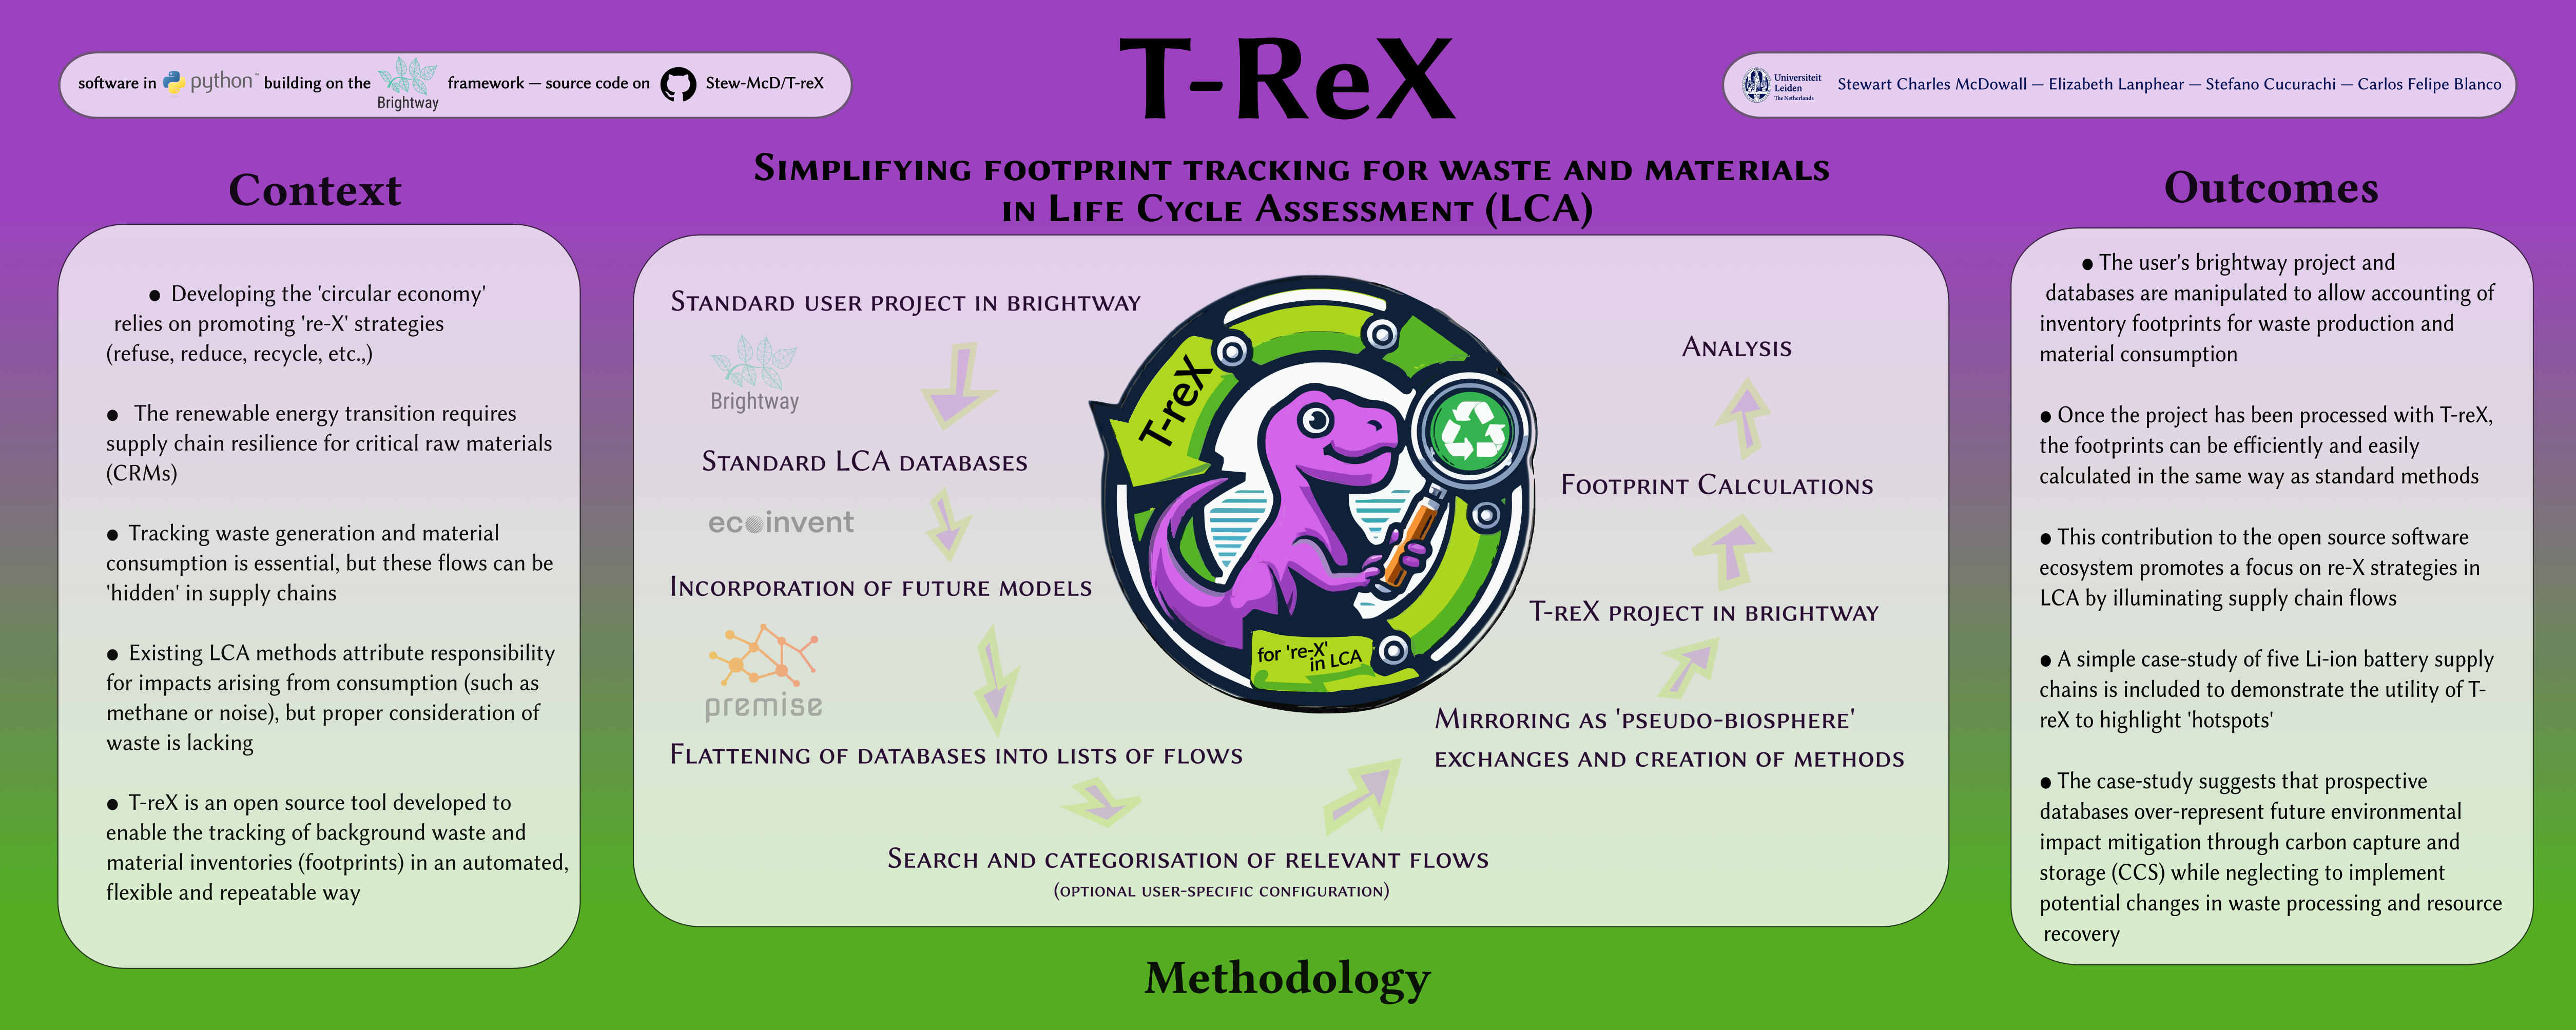 software in python™ building on the Brightway framework — source code on Stew-McD/T-reX
T-ReX
Universiteit
Leiden
The Netherlands
Stewart Charles McDowall — Elizabeth Lanphear — Stefano Cucurachi — Carlos Felipe Blanco
Simplifying footprint tracking for waste and materials
in Life Cycle Assessment (LCA)
Context
● Developing the 'circular economy'
relies on promoting 're-X' strategies
(refuse, reduce, recycle, etc.,)
● The renewable energy transition requires
supply chain resilience for critical raw materials
(CRMs)
● Tracking waste generation and material
consumption is essential, but these flows can be
'hidden' in supply chains
● Existing LCA methods attribute responsibility
for impacts arising from consumption (such as
methane or noise), but proper consideration of
waste is lacking
● T-reX is an open source tool developed to
enable the tracking of background waste and
material inventories (footprints) in an automated,
flexible and repeatable way
Standard user project in brightway
Brightway
Standard LCA databases
ecoinvent
Incorporation of future models
premise
Flattening of databases into lists of flows
Search and categorisation of relevant flows
(optional user-specific configuration)
Mirroring as 'pseudo-biosphere'
exchanges and creation of methods
T-reX project in brightway
Footprint Calculations
Analysis
T-reX
for 're-X'
in LCA
Methodology
Outcomes
● The user's brightway project and
databases are manipulated to allow accounting of
inventory footprints for waste production and
material consumption
● Once the project has been processed with T-reX,
the footprints can be efficiently and easily
calculated in the same way as standard methods
● This contribution to the open source software
ecosystem promotes a focus on re-X strategies in
LCA by illuminating supply chain flows
● A simple case-study of five Li-ion battery supply
chains is included to demonstrate the utility of T-
reX to highlight 'hotspots'
● The case-study suggests that prospective
databases over-represent future environmental
impact mitigation through carbon capture and
storage (CCS) while neglecting to implement
potential changes in waste processing and resource
recovery